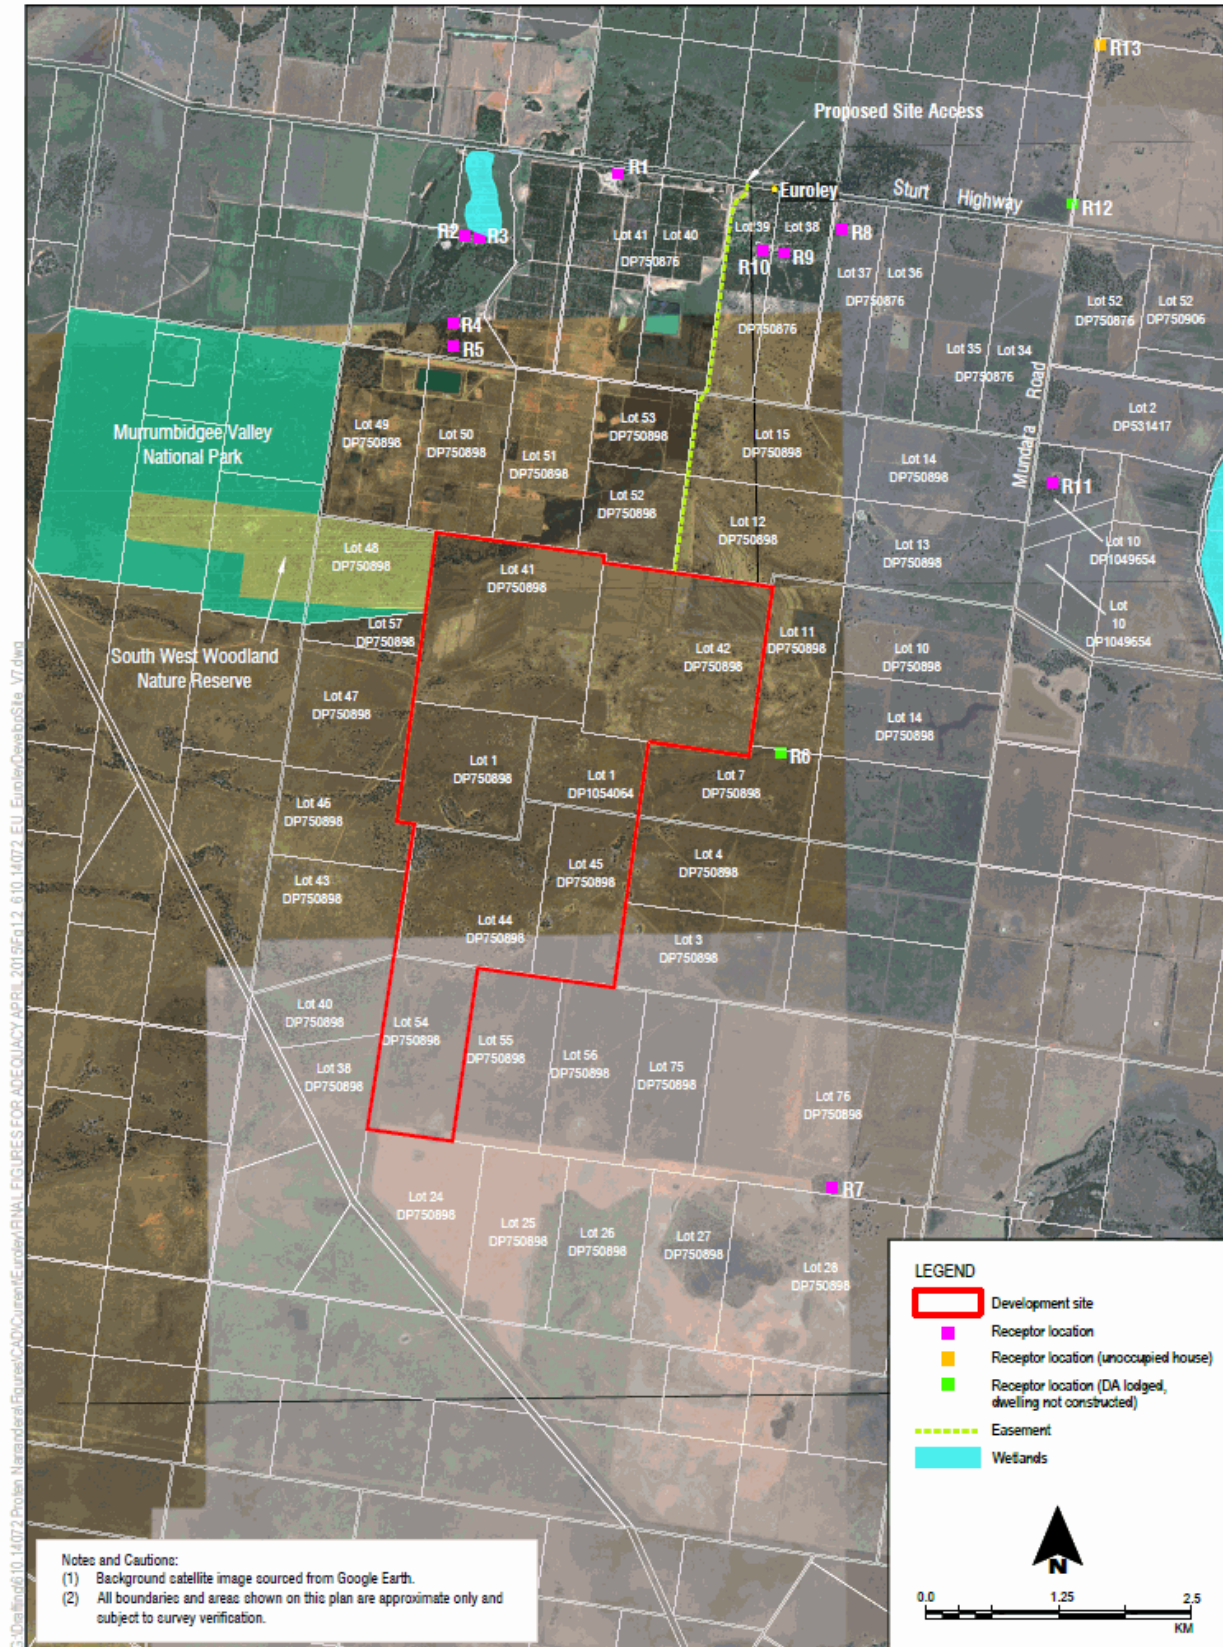 R13
Proposed Site Access
R1
Euroley
Sturt Highway
R12
R2
R3
Lot 41
Lot 40
DP750876
Lot 39
Lot 38
R8
R10
R9
Lot 37
Lot 36
DP750876
Lot 52
DP750876
Lot 52
DP750906
R4
R5
DP750876
Lot 35
Lot 34
DP750876
Mundara Road
Murrumbidgee Valley
National Park
Lot 49
DP750898
Lot 50
DP750898
Lot 51
DP750898
Lot 53
DP750898
Lot 15
DP750898
Lot 2
DP531417
Lot 14
DP750898
R11
Lot 52
DP750898
Lot 12
DP750898
Lot 13
DP750898
Lot 10
DP1049654
Lot 48
DP750898
Lot 41
DP750898
Lot
10
DP1049654
Lot 57
DP750898
Lot 42
DP750898
Lot 11
DP750898
Lot 10
DP750898
South West Woodland
Nature Reserve
Lot 47
DP750898
Lot 14
DP750898
R6
Lot 1
DP750898
Lot 1
DP1054064
Lot 7
DP750898
Lot 46
DP750898
Lot 45
DP750898
Lot 4
DP750898
Lot 43
DP750898
Lot 44
DP750898
Lot 3
DP750898
Lot 40
DP750898
Lot 54
DP750898
Lot 55
DP750898
Lot 56
DP750898
Lot 75
DP750898
Lot 38
DP750898
Lot 76
DP750898
R7
Lot 24
DP750898
Lot 25
DP750898
Lot 26
DP750898
Lot 27
DP750898
Lot 28
DP750898
LEGEND
Development site
Receptor location
Receptor location (unoccupied house)
Receptor location (DA lodged,
dwelling not constructed)
Easement
Wetlands
N
0.0 1.25 2.5
KM
Notes and Cautions:
(1) Background satellite image sourced from Google Earth.
(2) All boundaries and areas shown on this plan are approximate only and
subject to survey verification.